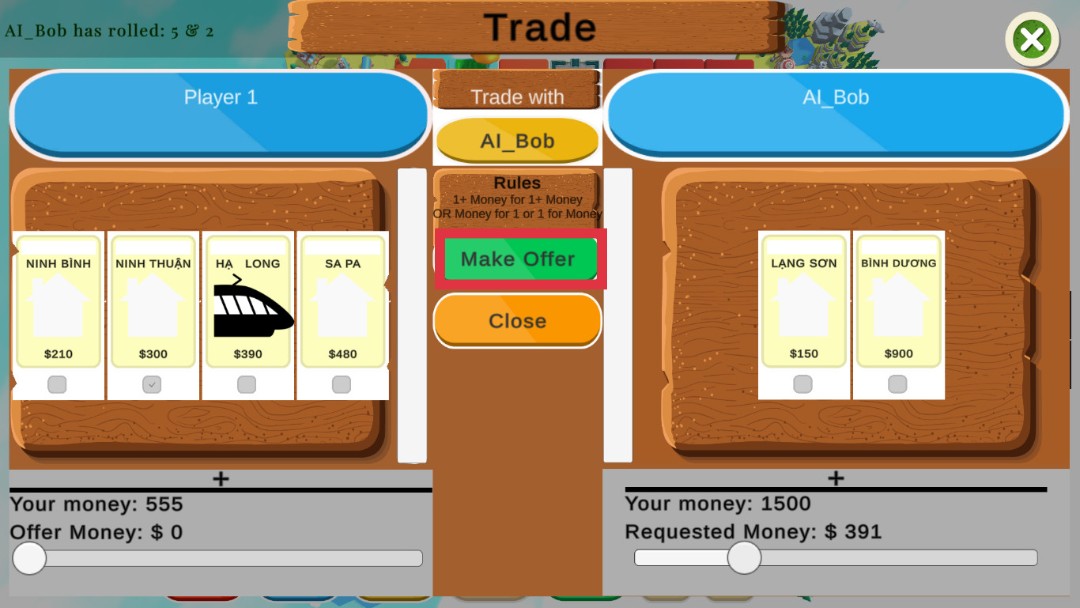 AI_Bob has rolled: 5 & 2
Trade
Player 1
Trade with
AI_Bob
AI_Bob
Rules
1+ Money for 1+ Money
OR Money for 1 or 1 for Money
Make Offer
Close
NINH BÌNH
$210
NINH THUẬN
$300
HẠ LONG
$390
SA PA
$480
LẠNG SƠN
$150
BÌNH DƯƠNG
$900
+
Your money: 555
Offer Money: $ 0
+
Your money: 1500
Requested Money: $ 391